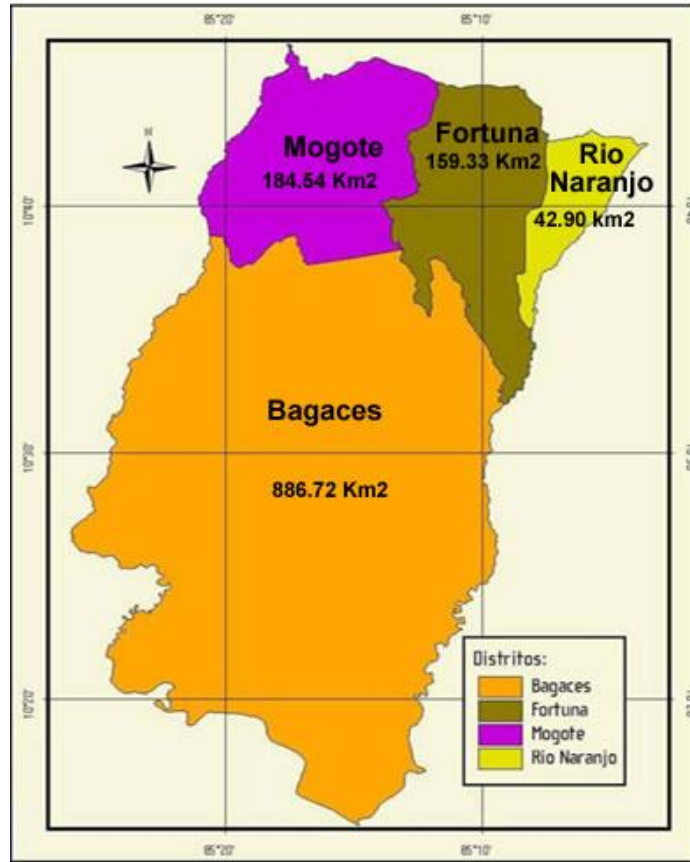 85°20'
85°10'
N
Mogote
184.54 Km2
Fortuna
159.33 Km2
Rio
Naranjo
42.90 km2
10°40'
Bagaces
886.72 Km2
10°30'
10°20'
Distritos:
Bagaces
Fortuna
Mogote
Rio Naranjo
85°20'
85°10'